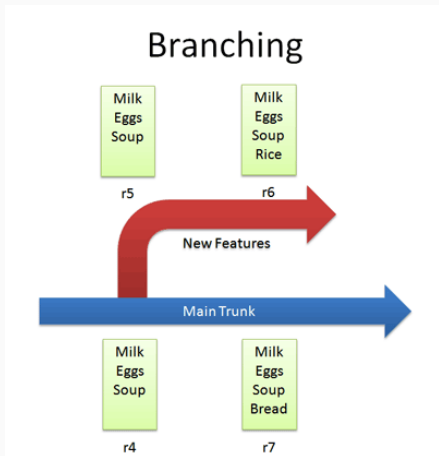 Branching
Milk
Eggs
Soup
r5
Milk
Eggs
Soup
Rice
r6
New Features
Main Trunk
Milk
Eggs
Soup
r4
Milk
Eggs
Soup
Bread
r7